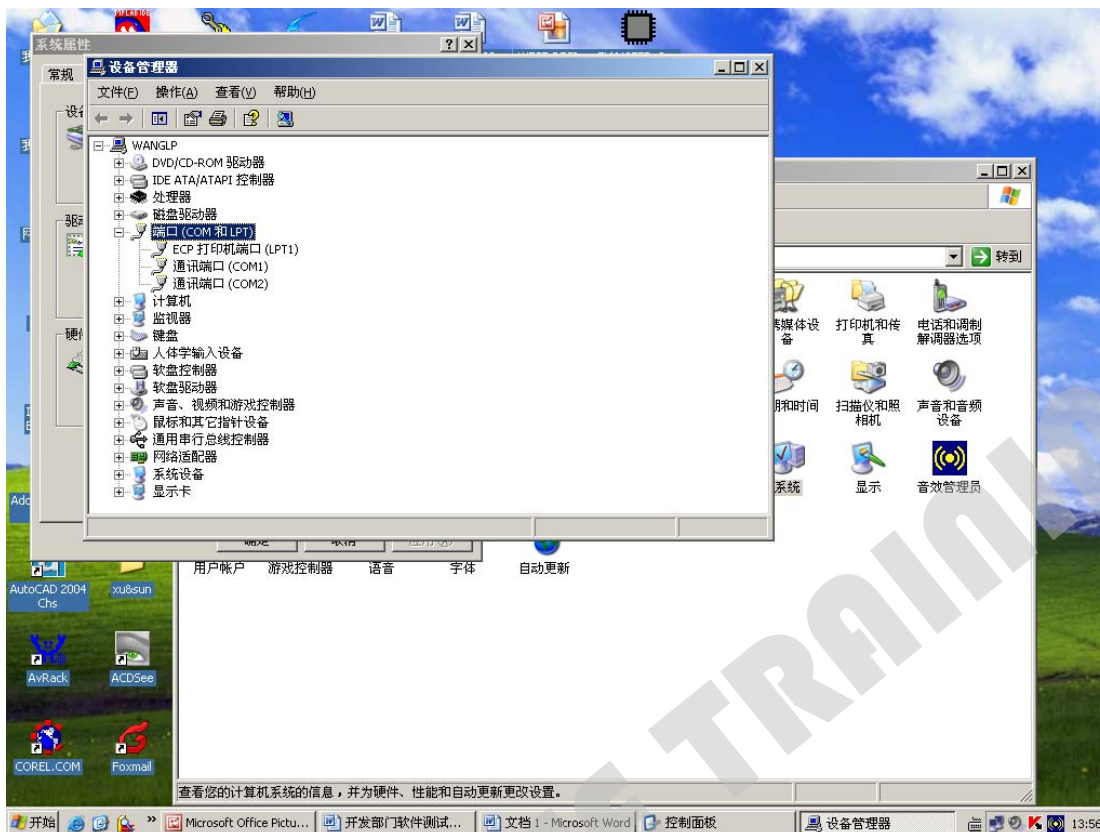 系统属性
常规
设备管理器
文件(F) 操作(A) 查看(V) 帮助(H)
WANGLP
DVD/CD-ROM 驱动器
IDE ATA/ATAPI 控制器
处理器
磁盘驱动器
端口 (COM 和 LPT)
ECP 打印机端口 (LPT1)
通讯端口 (COM1)
通讯端口 (COM2)
计算机
监视器
键盘
人体学输入设备
软盘控制器
软盘驱动器
声音、视频和游戏控制器
鼠标和其它指针设备
通用串行总线控制器
网络适配器
系统设备
显示卡
转到
打印机和传真
电话和调制解调器选项
扫描仪和照相机
声音和音频设备
系统
显示
音效管理员
用户帐户
游戏控制器
语音
字体
自动更新
AutoCAD 2004 Chs
xu&sun
AvRack
ACDSee
COREL.COM
Foxmail
查看您的计算机系统的信息，并为硬件、性能和自动更新更改设置。
开始
Microsoft Office Pictu...
开发部门软件测试...
文档 1 - Microsoft Word
控制面板
设备管理器
13:56
TRAINI